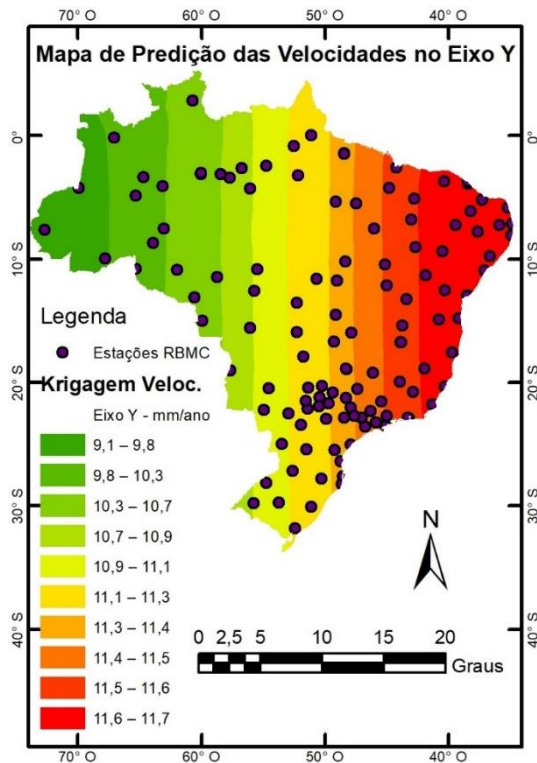 Mapa de Predição das Velocidades no Eixo Y
70° O 60° O 50° O 40° O
0°
10° S
20° S
30° S
40° S
0°
10° S
20° S
30° S
40° S
Legenda
Estações RBMC
Krigagem Veloc.
Eixo Y - mm/ano
9,1 – 9,8
9,8 – 10,3
10,3 – 10,7
10,7 – 10,9
10,9 – 11,1
11,1 – 11,3
11,3 – 11,4
11,4 – 11,5
11,5 – 11,6
11,6 – 11,7
N
0 2,5 5 10 15 20
Graus
70° O 60° O 50° O 40° O